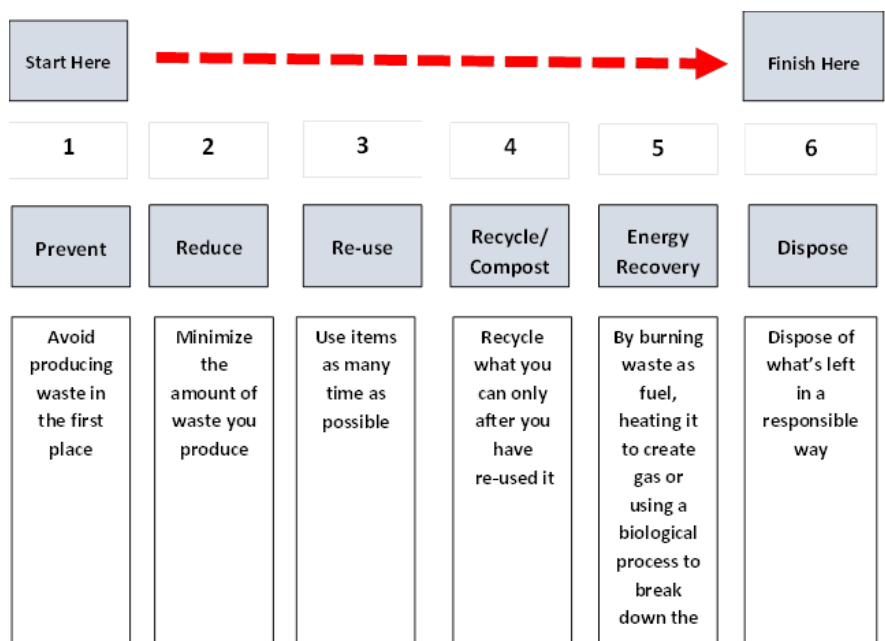 Start Here
Finish Here
1
2
3
4
5
6
Prevent
Reduce
Re-use
Recycle/
Compost
Energy
Recovery
Dispose
Avoid
producing
waste in
the first
place
Minimize
the
amount of
waste you
produce
Use items
as many
time as
possible
Recycle
what you
can only
after you
have
re-used it
By burning
waste as
fuel,
heating it
to create
gas or
using a
biological
process to
break
down the
Dispose of
what's left
in a
responsible
way